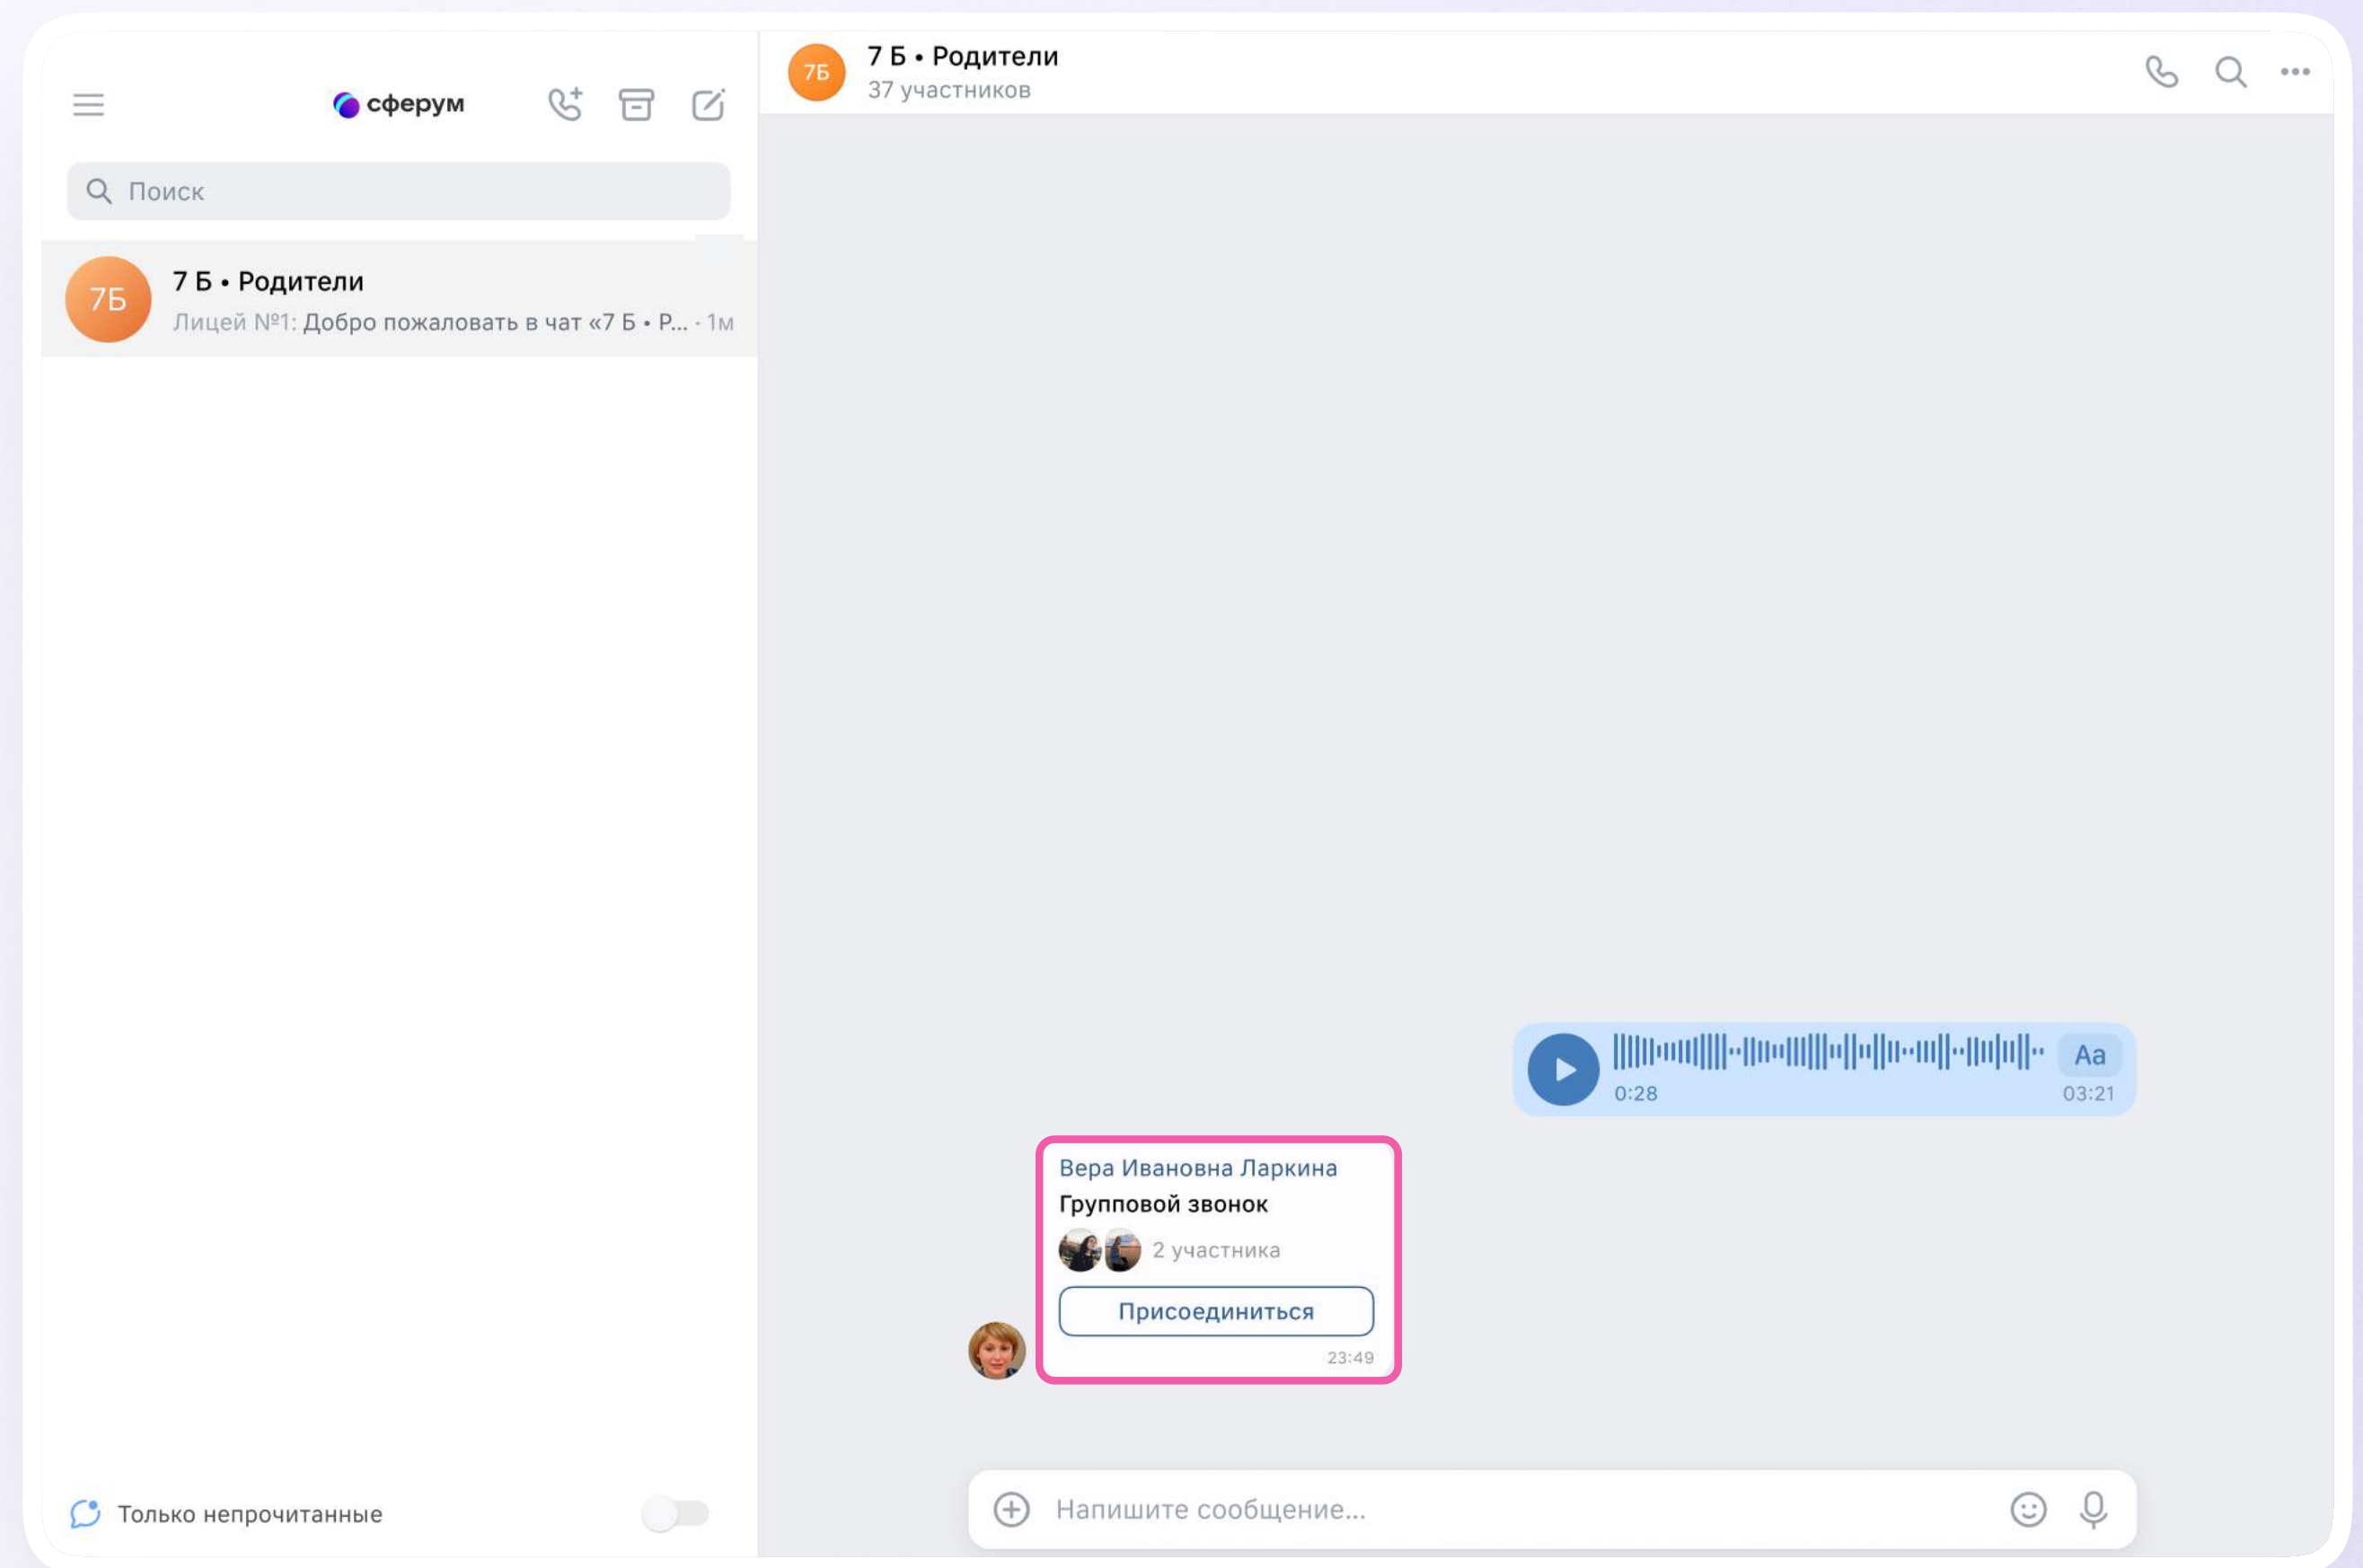 сферум
Поиск
7Б
7 Б • Родители
Лицей №1: Добро пожаловать в чат «7 Б • Р... · 1м
Только непрочитанные
7Б
7 Б • Родители
37 участников
0:28
Aa
03:21
Вера Ивановна Ларкина
Групповой звонок
2 участника
Присоединиться
23:49
Напишите сообщение...